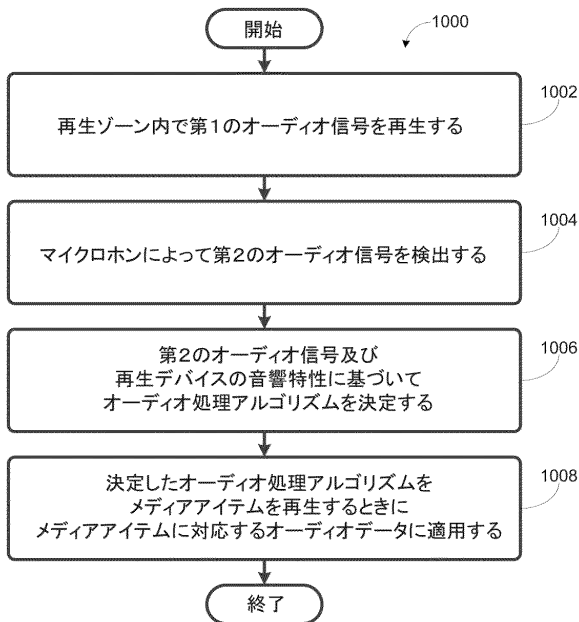 開始
1000
再生ゾーン内で第1のオーディオ信号を再生する
1002
マイクロホンによって第2のオーディオ信号を検出する
1004
第2のオーディオ信号及び
再生デバイスの音響特性に基づいて
オーディオ処理アルゴリズムを決定する
1006
決定したオーディオ処理アルゴリズムを
メディアアイテムを再生するときに
メディアアイテムに対応するオーディオデータに適用する
1008
終了